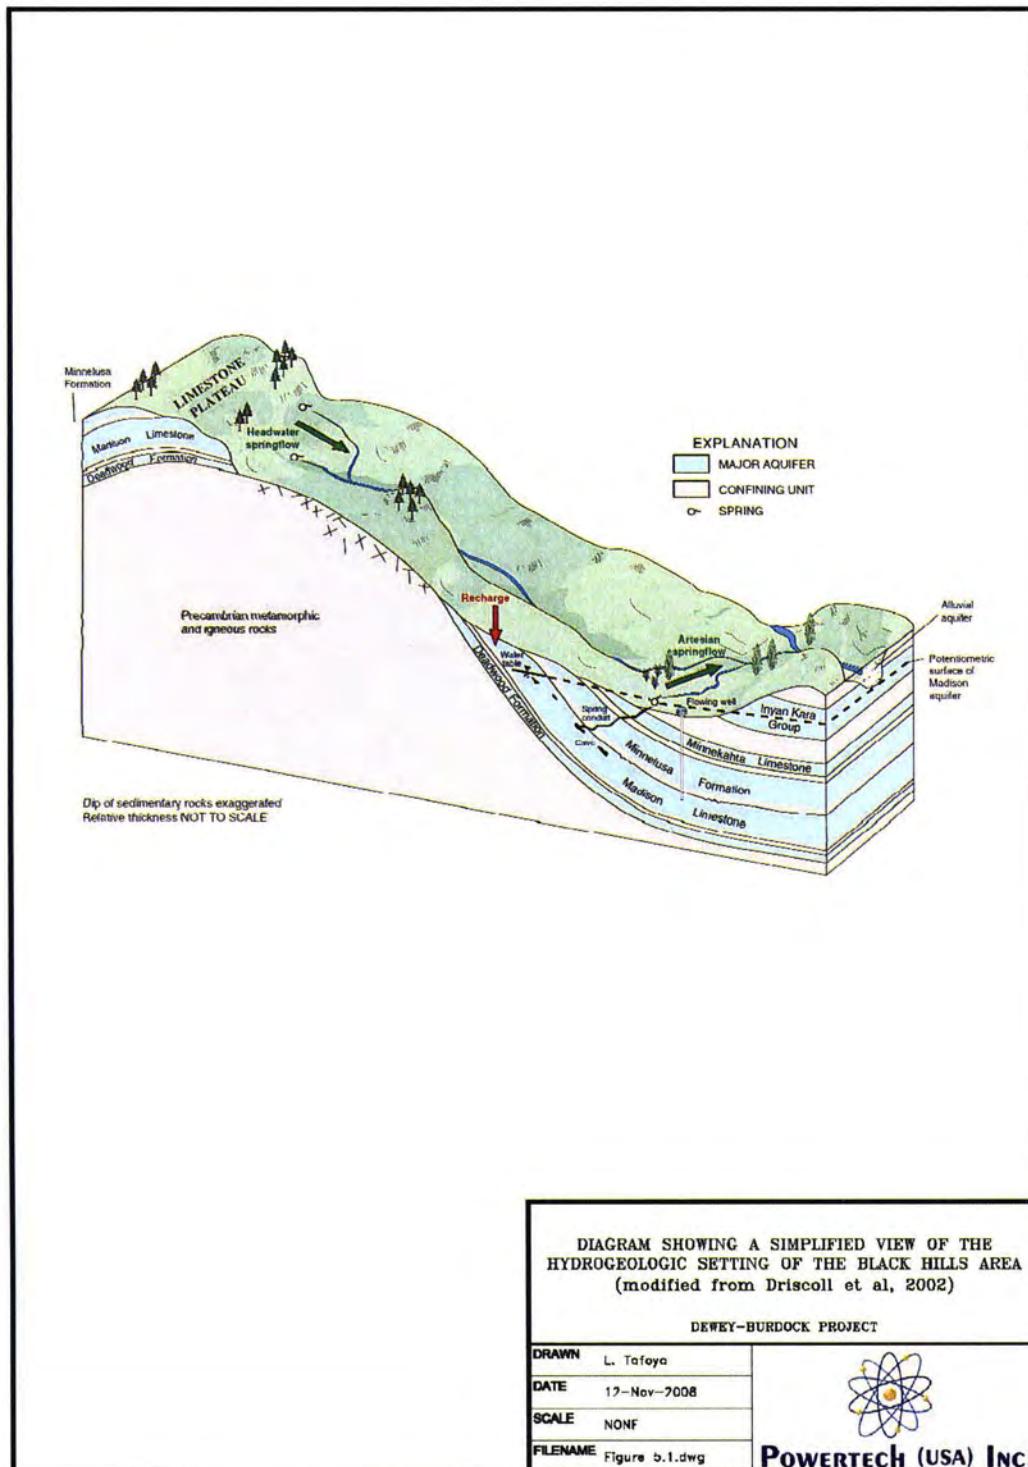 Minnelusa
Formation
LIMESTONE
PLATEAU
Madison Limestone
Deadwood Formation
Headwater
springflow
EXPLANATION
MAJOR AQUIFER
CONFINING UNIT
SPRING
Precambrian metamorphic
and igneous rocks
Recharge
Water
table
Deadwood Formation
Artesian
springflow
Alluvial
aquifer
Potentiometric
surface of
Madison
aquifer
Spring
conduit
Flowing well
Inyan Kara
Group
Cave
Minnekahta Limestone
Minnelusa Formation
Madison Limestone
Dip of sedimentary rocks exaggerated
Relative thickness NOT TO SCALE
DIAGRAM SHOWING A SIMPLIFIED VIEW OF THE
HYDROGEOLOGIC SETTING OF THE BLACK HILLS AREA
(modified from Driscoll et al, 2002)
DEWEY-BURDOCK PROJECT
DRAWN L. Tafoya
DATE 12-Nov-2008
SCALE NONE
FILENAME Figure 5.1.dwg
POWERTECH (USA) INC